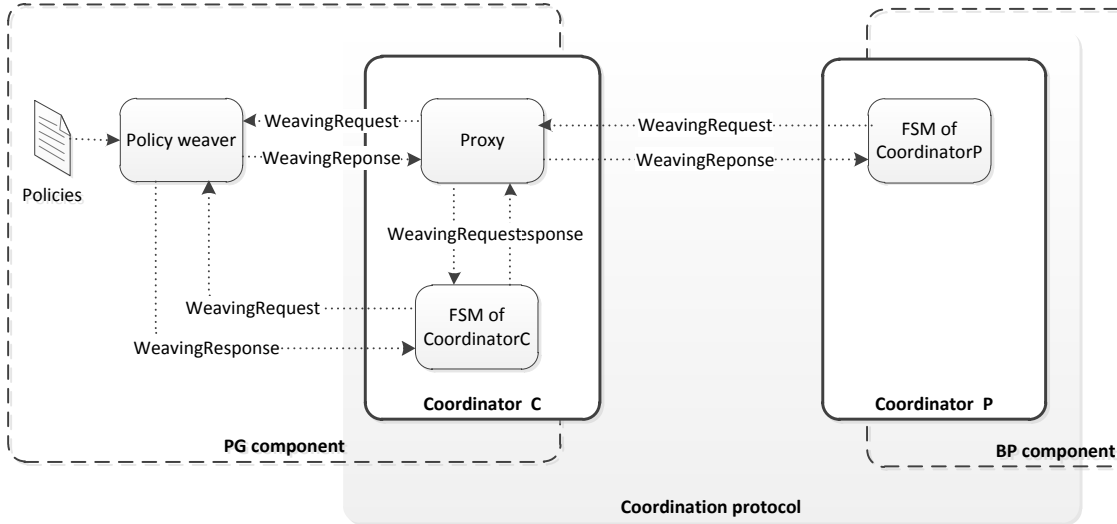 WeavingRequest
Policy weaver
Proxy
WeavingReponse
Policies
WeavingRequest
WeavingReponse
FSM of
CoordinatorP
WeavingRequest
esponse
WeavingRequest
FSM of
CoordinatorC
WeavingResponse
Coordinator C
Coordinator P
PG component
BP component
Coordination protocol